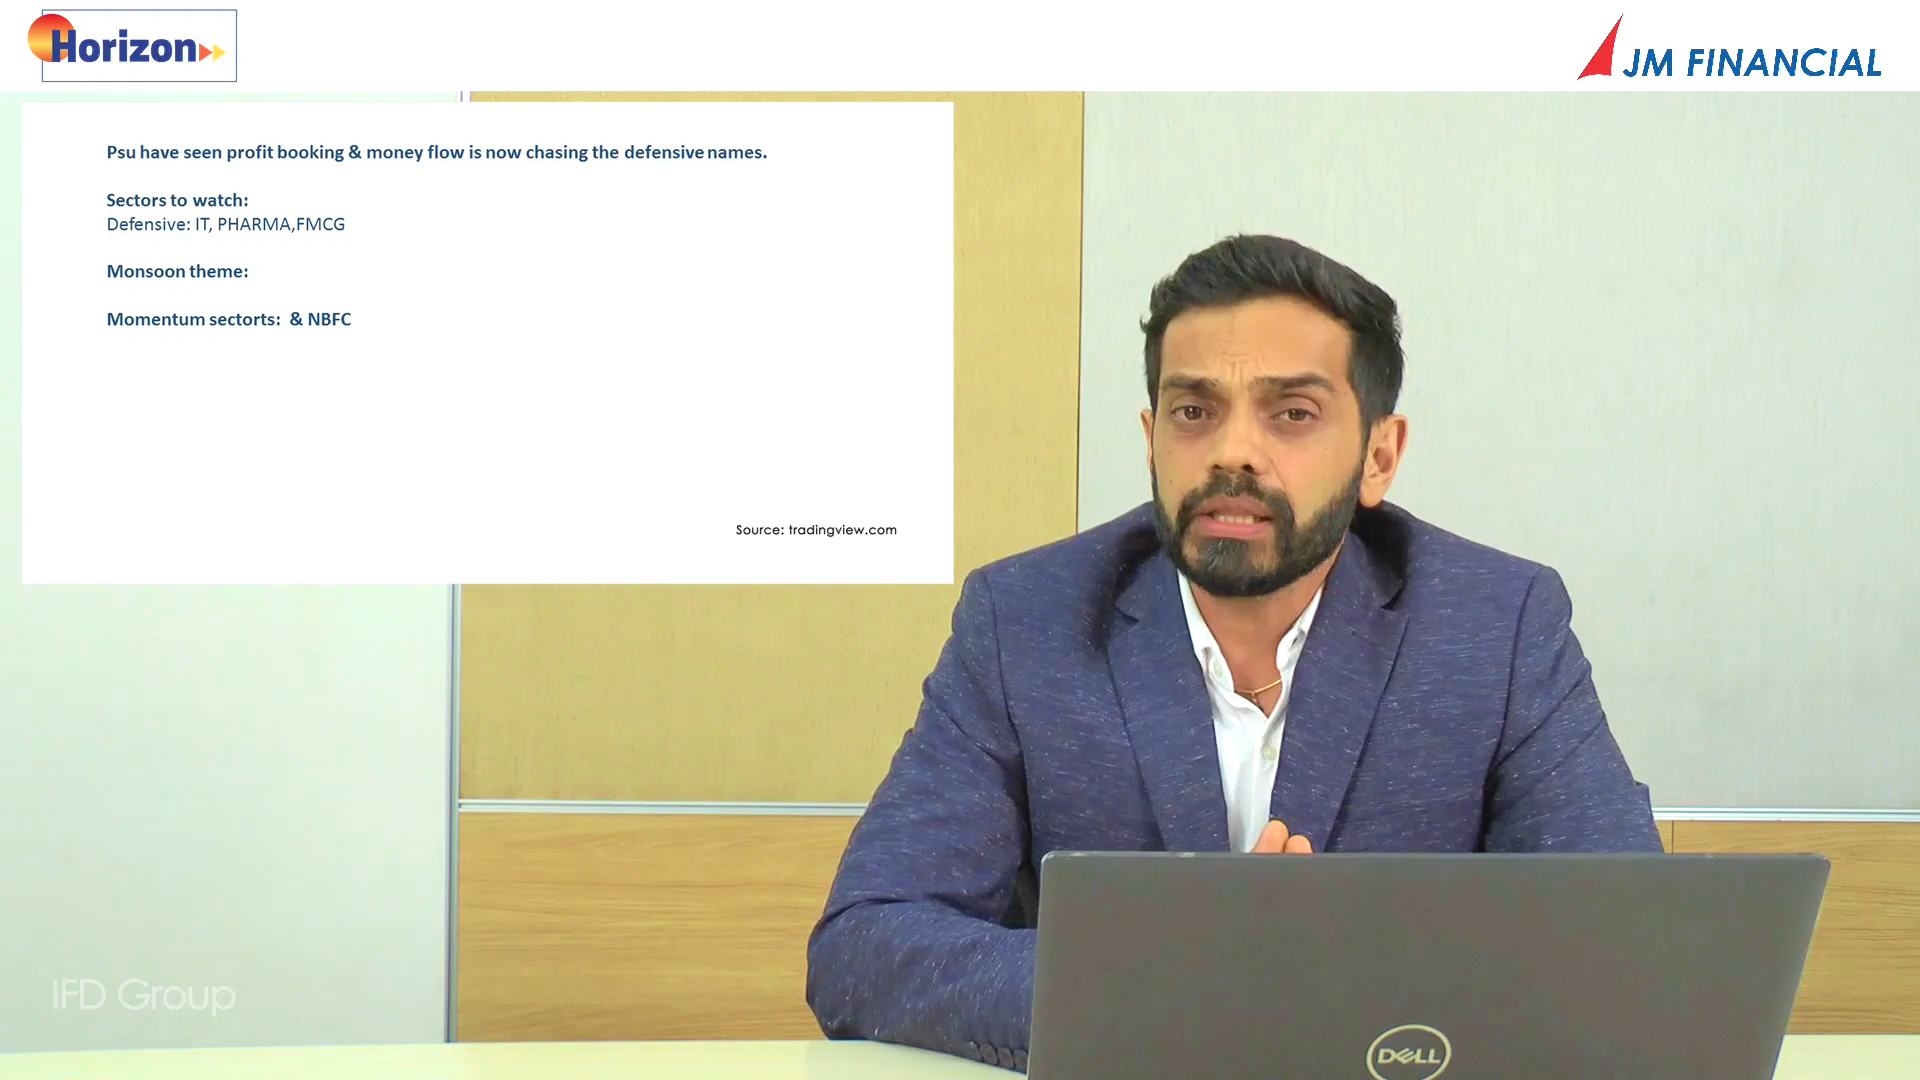 Horizon
JM FINANCIAL
Psu have seen profit booking & money flow is now chasing the defensive names.
Sectors to watch:
Defensive: IT, PHARMA,FMCG
Monsoon theme:
Momentum sectorts: & NBFC
Source: tradingview.com
IFD Group
DELL